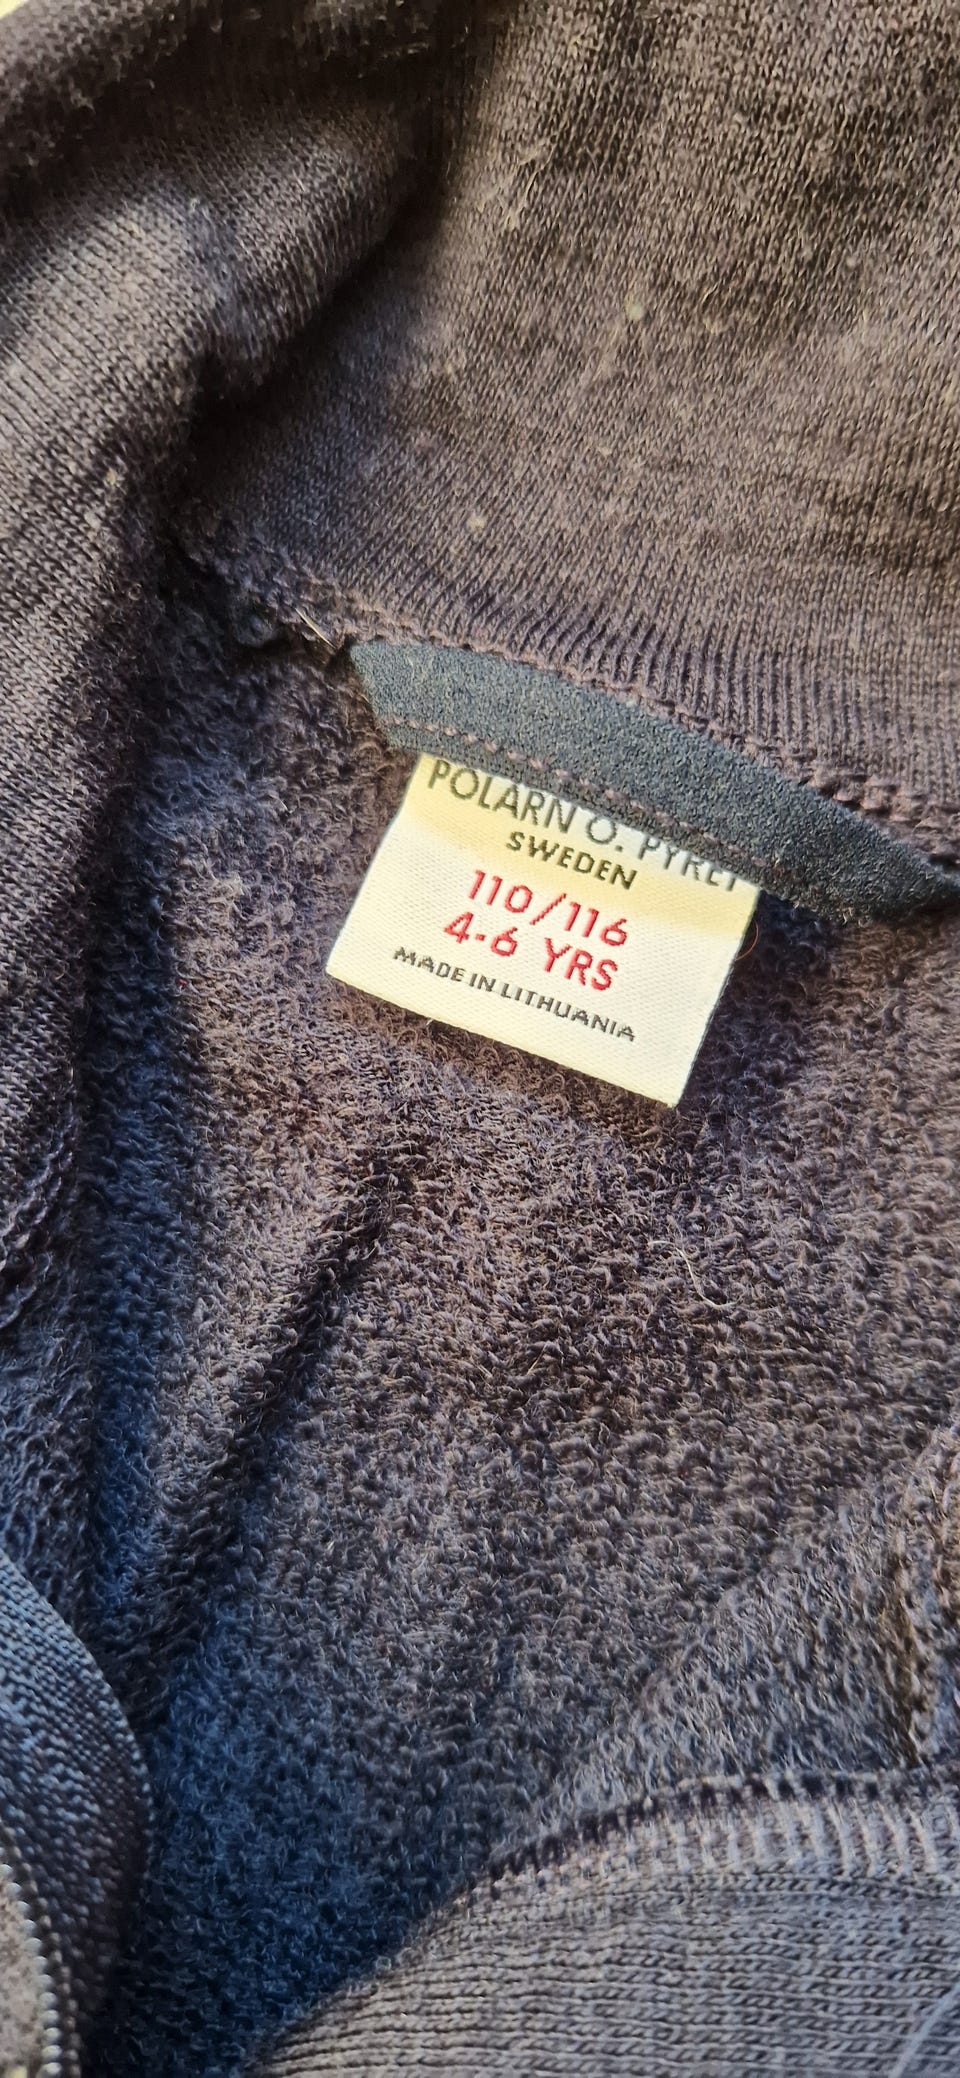 POLARN O. PYRET
SWEDEN
110/116
4-6 YRS
MADE IN LITHUANIA